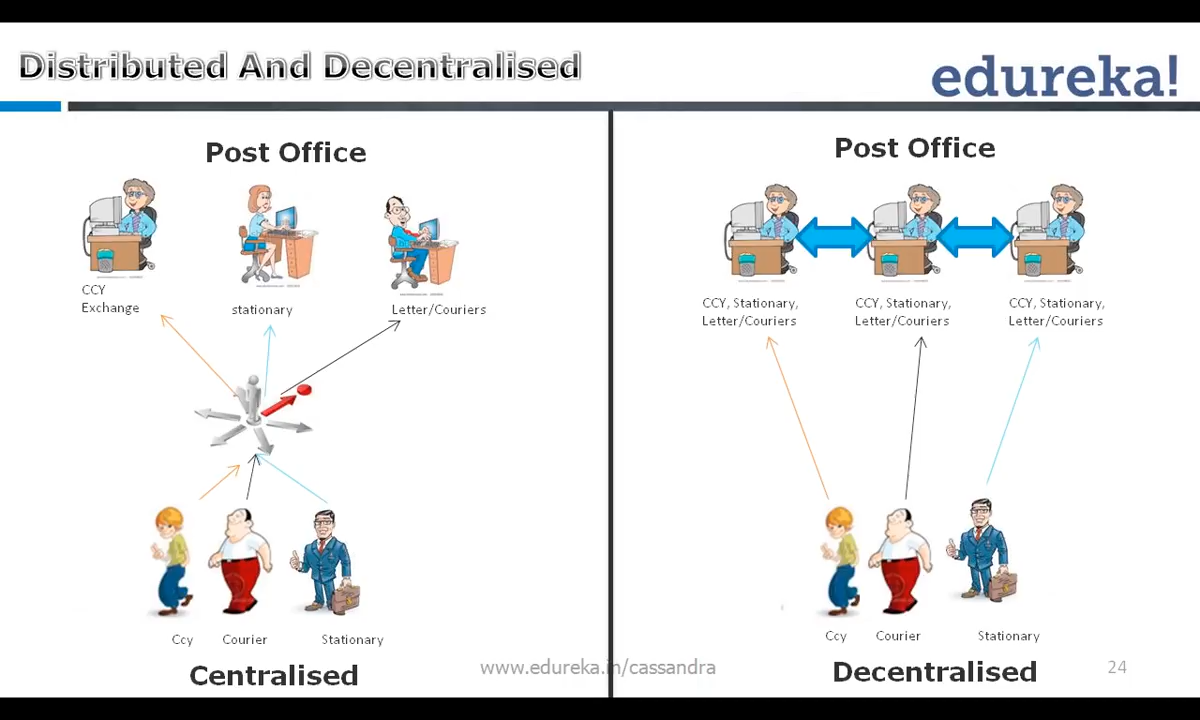 Distributed And Decentralised
edureka!
Post Office
CCY
Exchange
stationary
Letter/Couriers
Ccy
Courier
Stationary
Centralised
Post Office
CCY, Stationary,
Letter/Couriers
CCY, Stationary,
Letter/Couriers
CCY, Stationary,
Letter/Couriers
Ccy
Courier
Stationary
Decentralised
www.edureka.in/cassandra
24